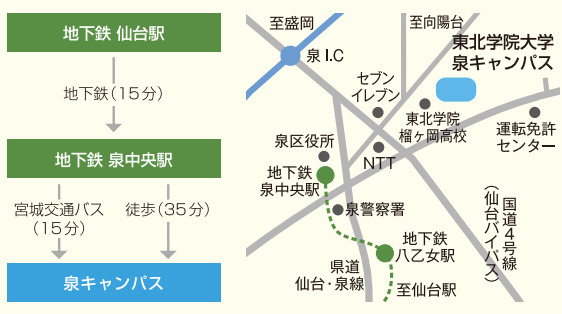 地下鉄 仙台駅
地下鉄(15分)
地下鉄 泉中央駅
宮城交通バス
(15分)
徒歩(35分)
泉キャンパス
至盛岡
至向陽台
泉I.C
東北学院大学
泉キャンパス
セブン
イレブン
東北学院
榴ヶ岡高校
運転免許
センター
泉区役所
NTT
地下鉄
泉中央駅
泉警察署
地下鉄
八乙女駅
県道
仙台・泉線
至仙台駅
国道4号線
(仙台バイパス)